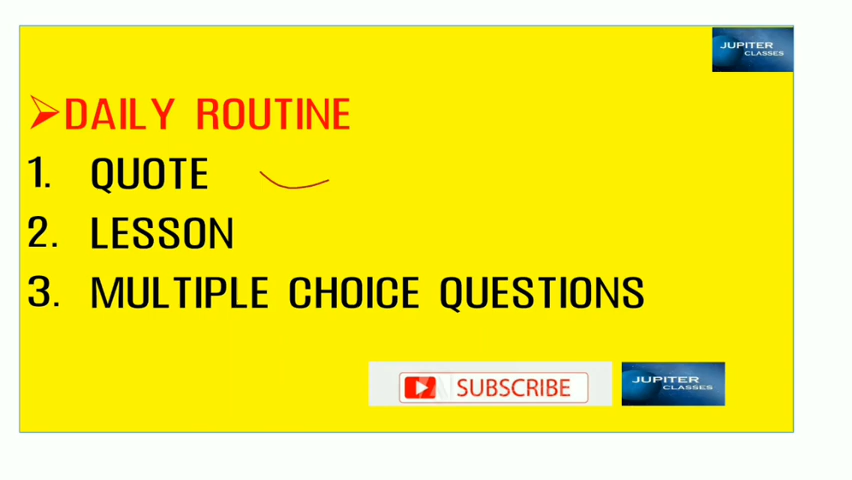 JUPITER
CLASSES
DAILY ROUTINE
1. QUOTE
2. LESSON
3. MULTIPLE CHOICE QUESTIONS
SUBSCRIBE
JUPITER
CLASSES